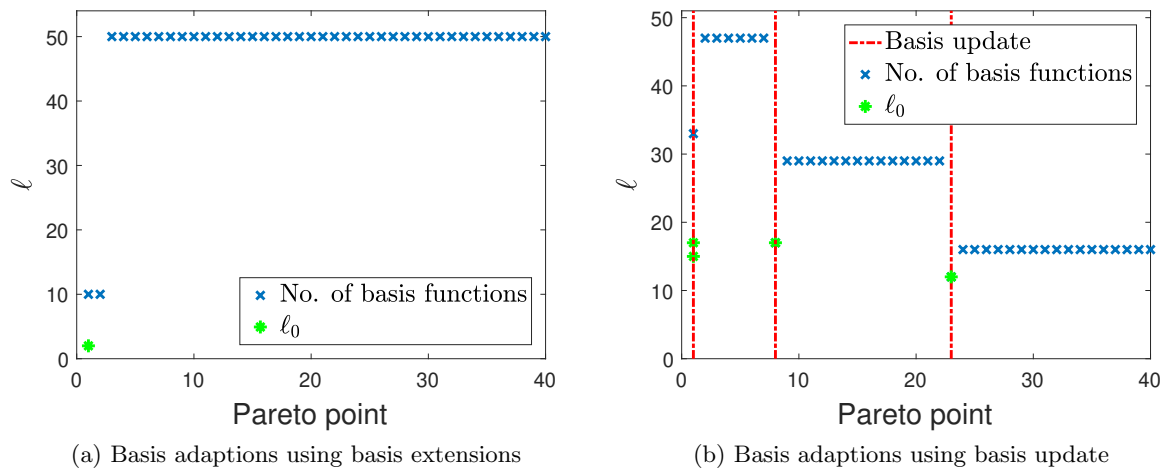 50
40
30
20
10
0
ℓ
No. of basis functions
ℓ₀
0 10 20 30 40
Pareto point
(a) Basis adaptions using basis extensions
50
40
30
20
10
0
ℓ
Basis update
No. of basis functions
ℓ₀
0 10 20 30 40
Pareto point
(b) Basis adaptions using basis update